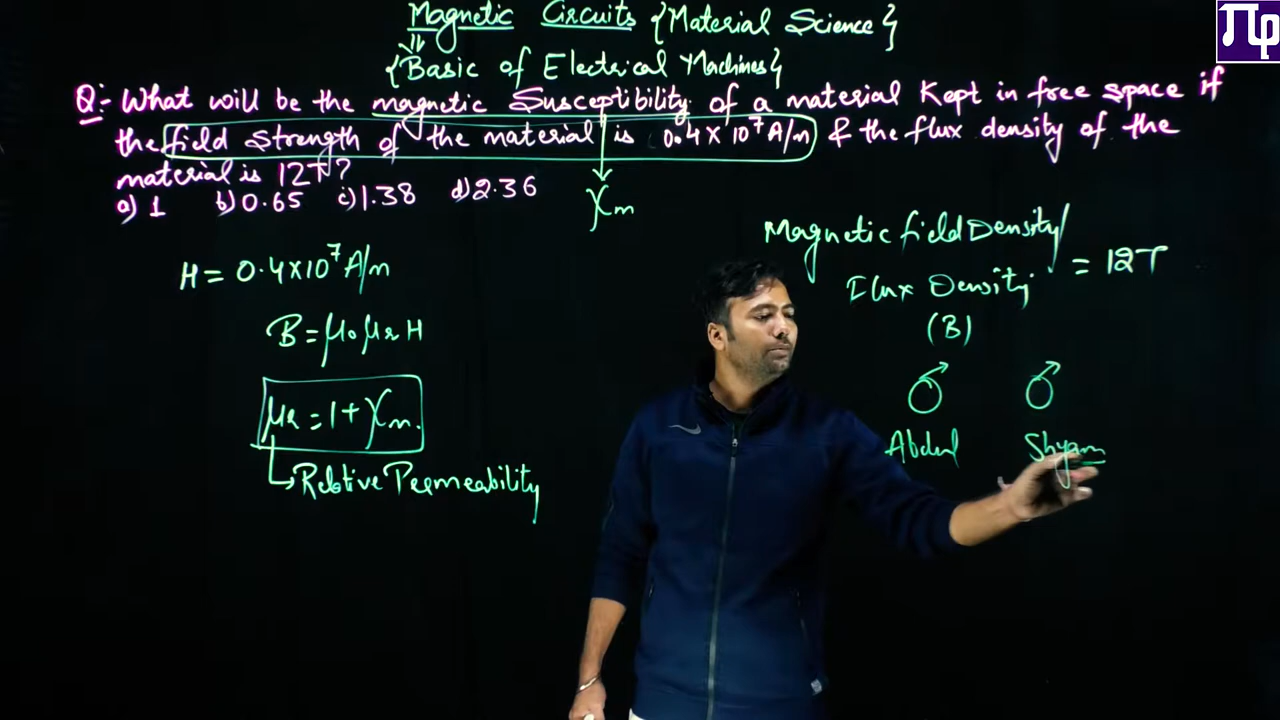 Magnetic Circuits {Material Science}
{Basic of Electrical Machines}
Q:- What will be the magnetic Susceptibility of a material Kept in free space if
the field strength of the material is 0.4×10⁷ A/m & the flux density of the
material is 12T?
a) 1 b) 0.65 c) 1.38 d) 2.36
χm
H = 0.4×10⁷ A/m
B = μ₀μᵣH
μᵣ = 1 + χm.
Relative Permeability
Magnetic field Density/
Flux Density = 12T
(B)
Abdul Shyam
πφ